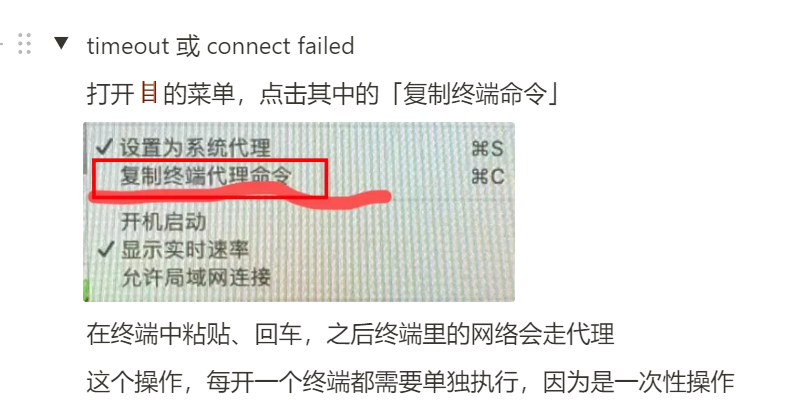 timeout 或 connect failed
打开 的菜单，点击其中的「复制终端命令」
✓ 设置为系统代理 ⌘S
复制终端代理命令 ⌘C
开机启动
✓ 显示实时速率
允许局域网连接
在终端中粘贴、回车，之后终端里的网络会走代理
这个操作，每开一个终端都需要单独执行，因为是一次性操作